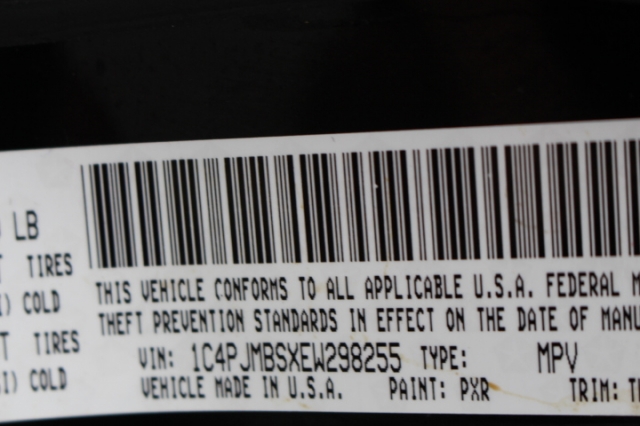 LB
TIRES
COLD
TIRES
COLD
THIS VEHICLE CONFORMS TO ALL APPLICABLE U.S.A. FEDERAL M
THEFT PREVENTION STANDARDS IN EFFECT ON THE DATE OF MANU
VIN: 1C4PJMBSXEW298255 TYPE: MPV
VEHICLE MADE IN U.S.A. PAINT: PXR TRIM: